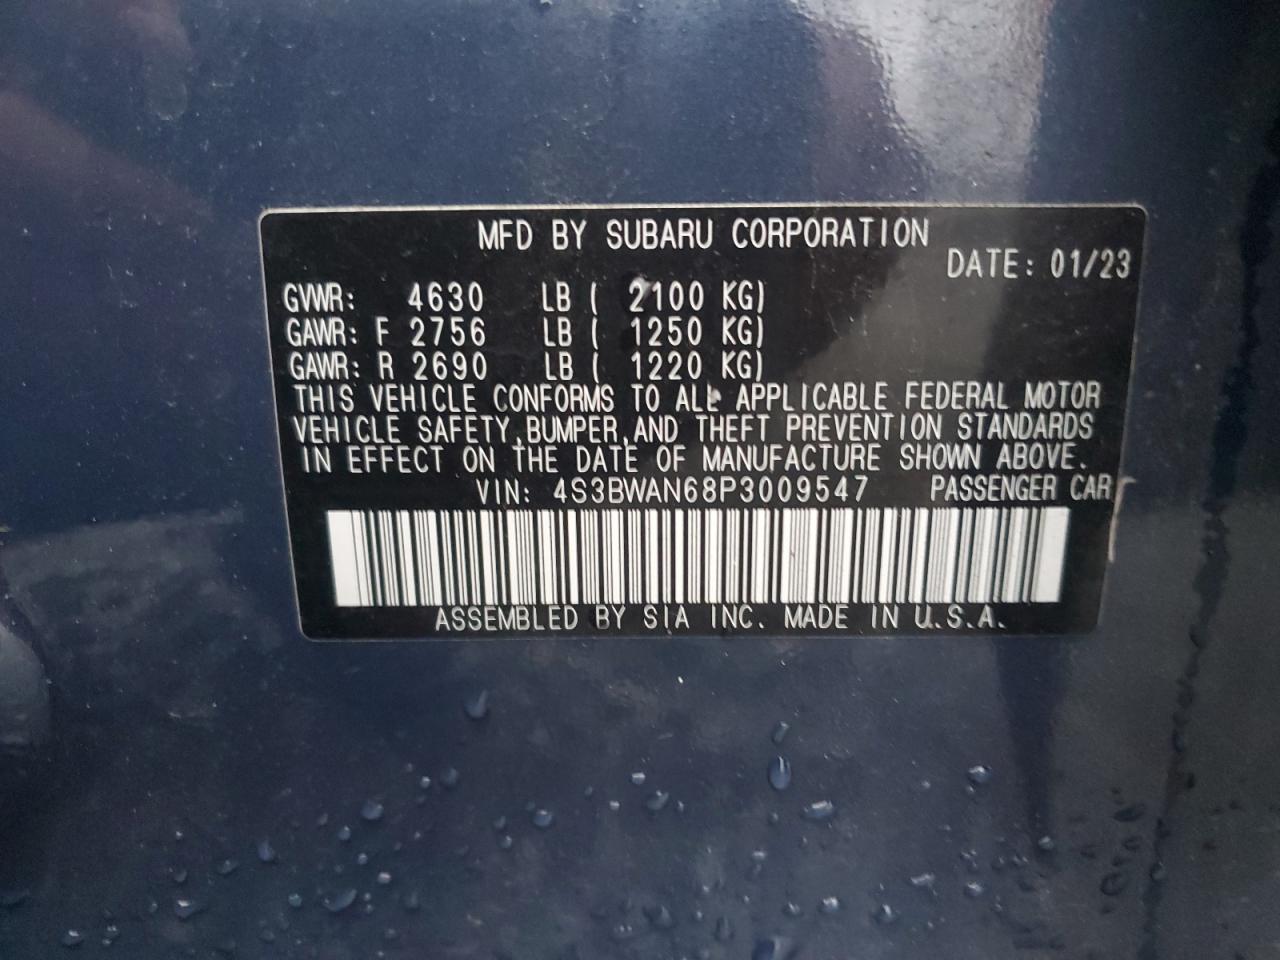 MFD BY SUBARU CORPORATION
DATE: 01/23
GVWR: 4630 LB ( 2100 KG)
GAWR: F 2756 LB ( 1250 KG)
GAWR: R 2690 LB ( 1220 KG)
THIS VEHICLE CONFORMS TO ALL APPLICABLE FEDERAL MOTOR
VEHICLE SAFETY,BUMPER,AND THEFT PREVENTION STANDARDS
IN EFFECT ON THE DATE OF MANUFACTURE SHOWN ABOVE.
VIN: 4S3BWAN68P3009547 PASSENGER CAR
ASSEMBLED BY SIA INC. MADE IN U.S.A.